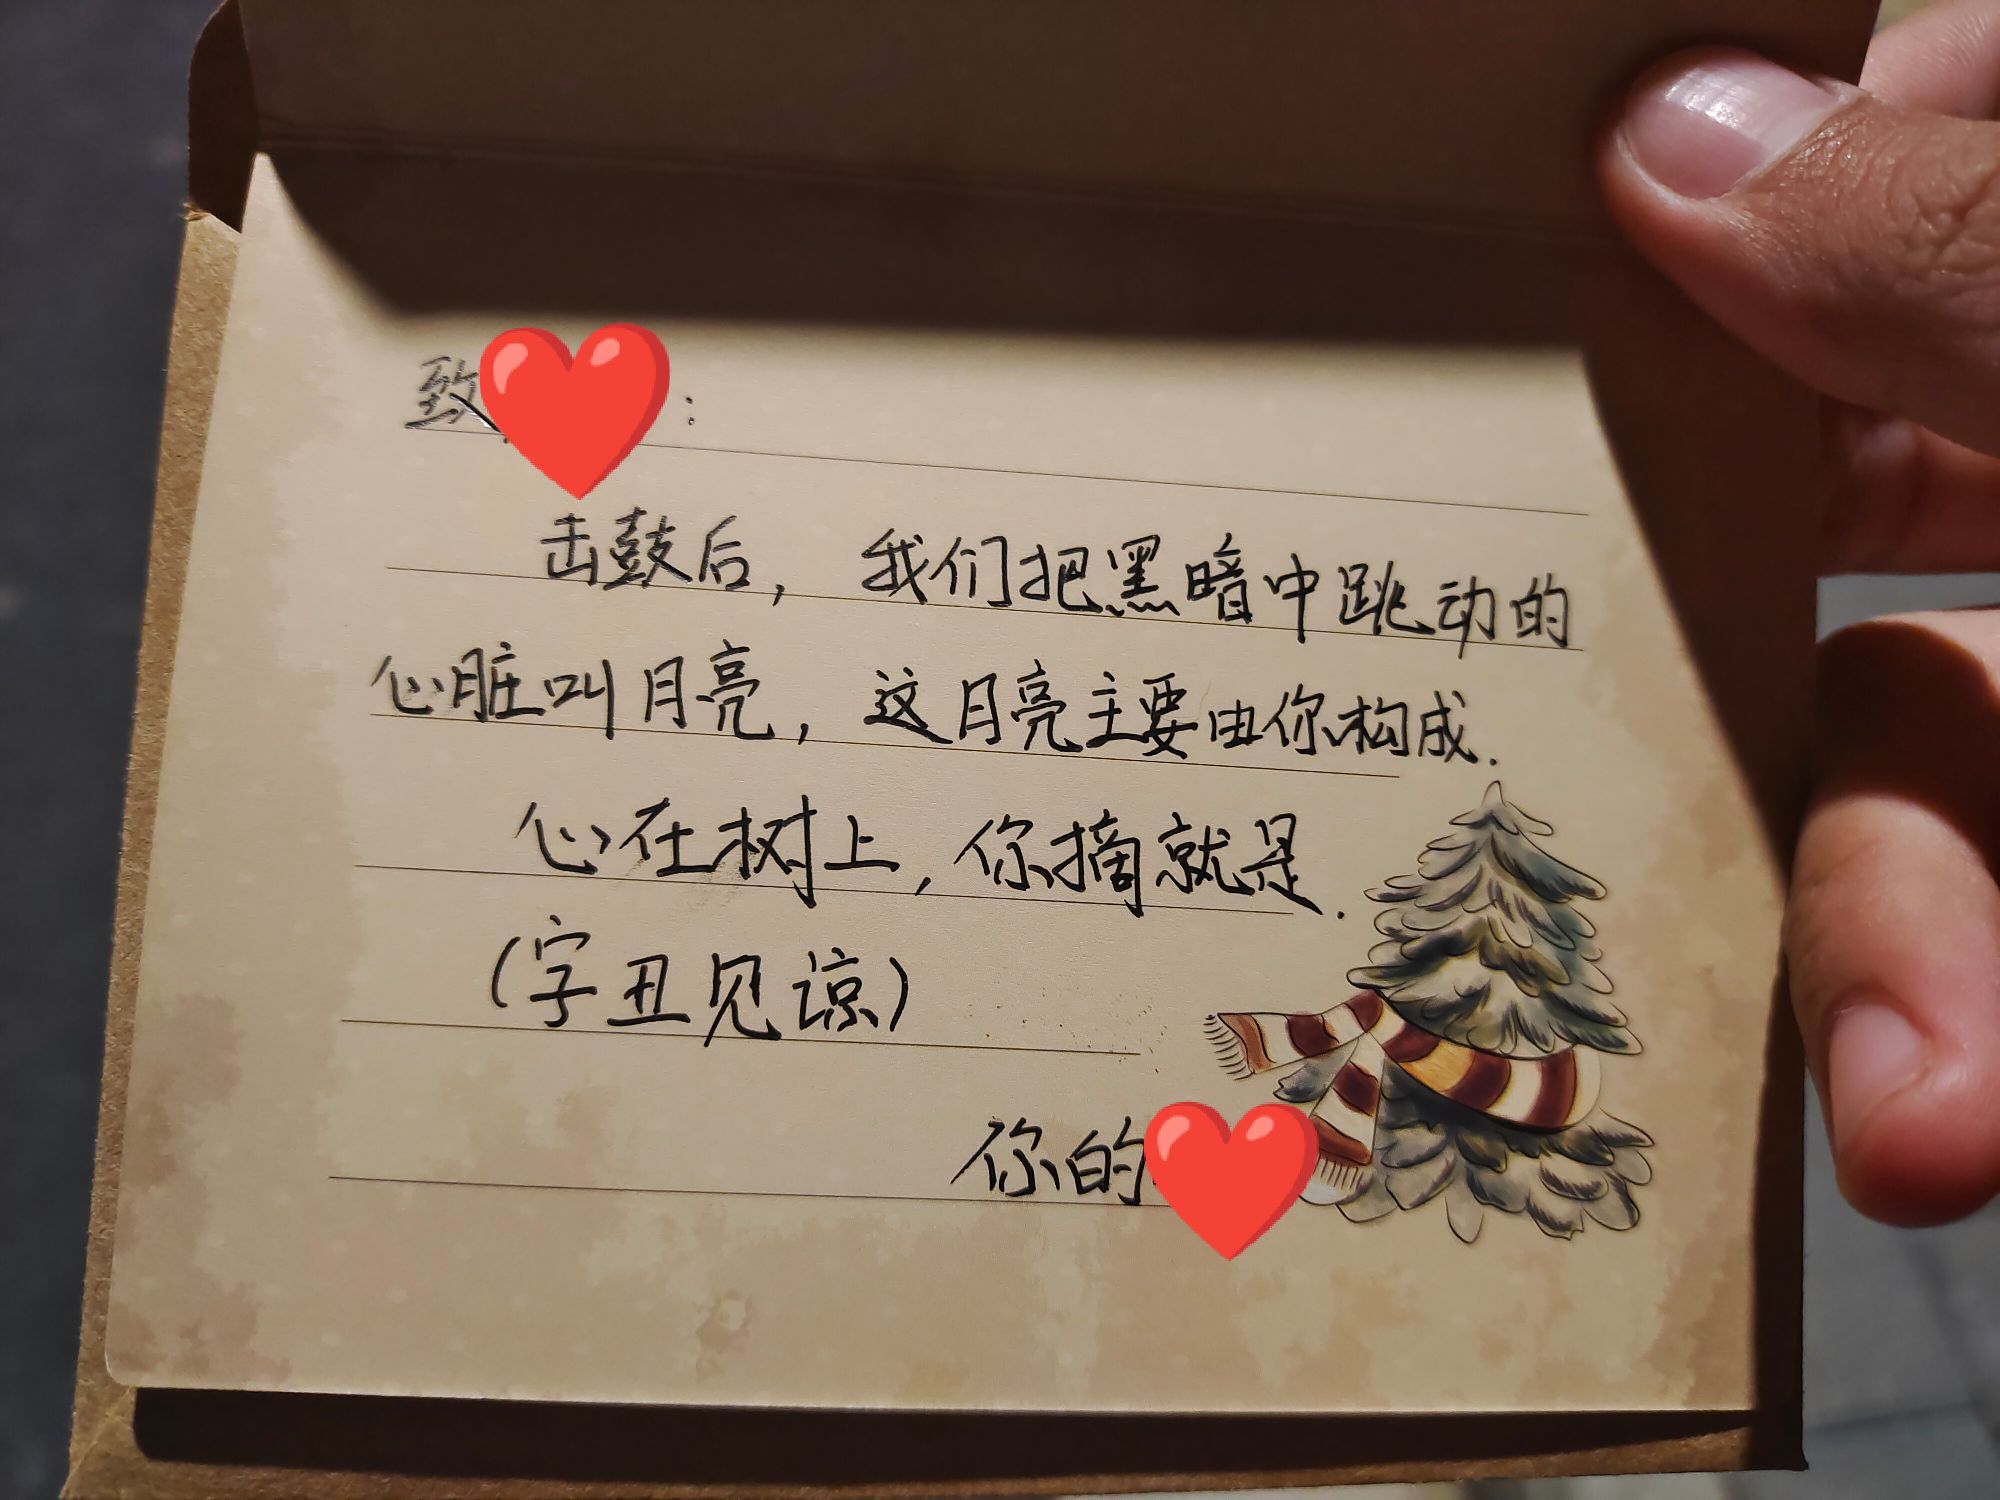 致 :
击鼓后，我们把黑暗中跳动的
心脏叫月亮，这月亮主要由你构成.
心在树上，你摘就是.
(字丑见谅)
你的